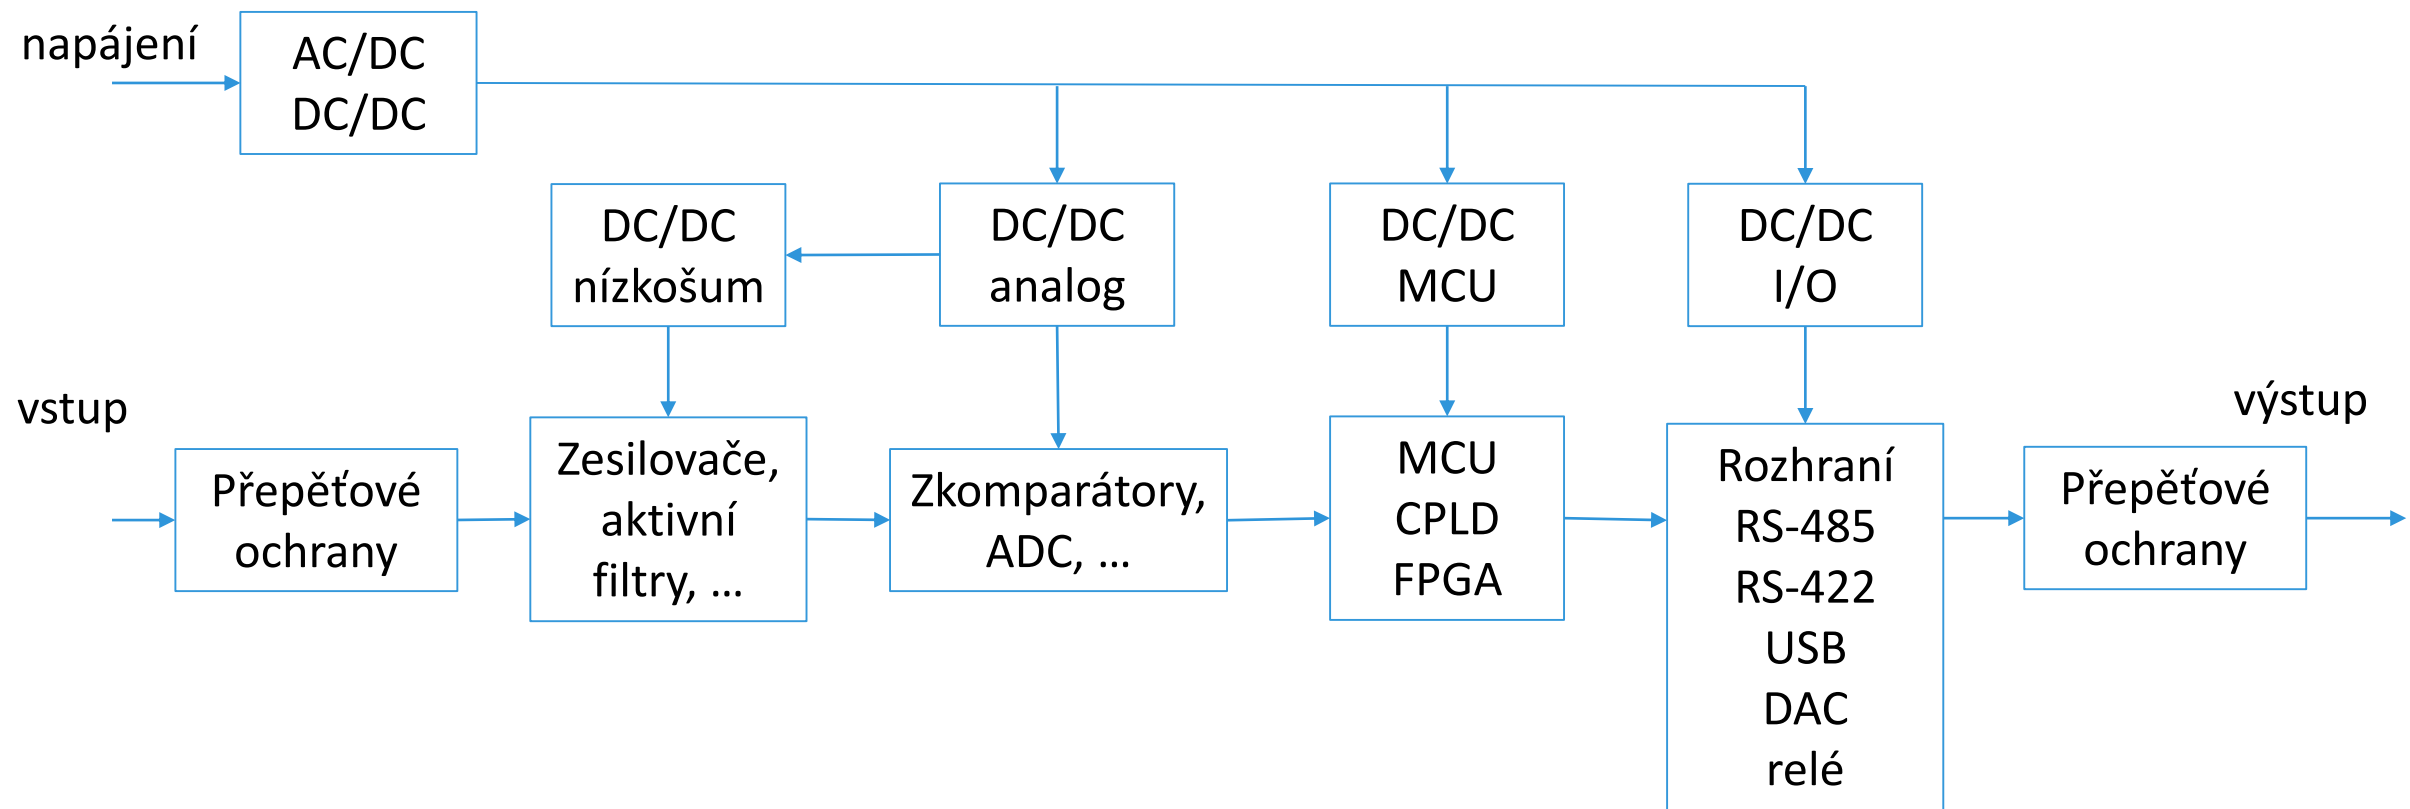 napájení
AC/DC
DC/DC
DC/DC
nízkošum
DC/DC
analog
DC/DC
MCU
DC/DC
I/O
vstup
výstup
Přepěťové
ochrany
Zesilovače,
aktivní
filtry, ...
Zkomparátory,
ADC, ...
MCU
CPLD
FPGA
Rozhraní
RS-485
RS-422
USB
DAC
relé
Přepěťové
ochrany